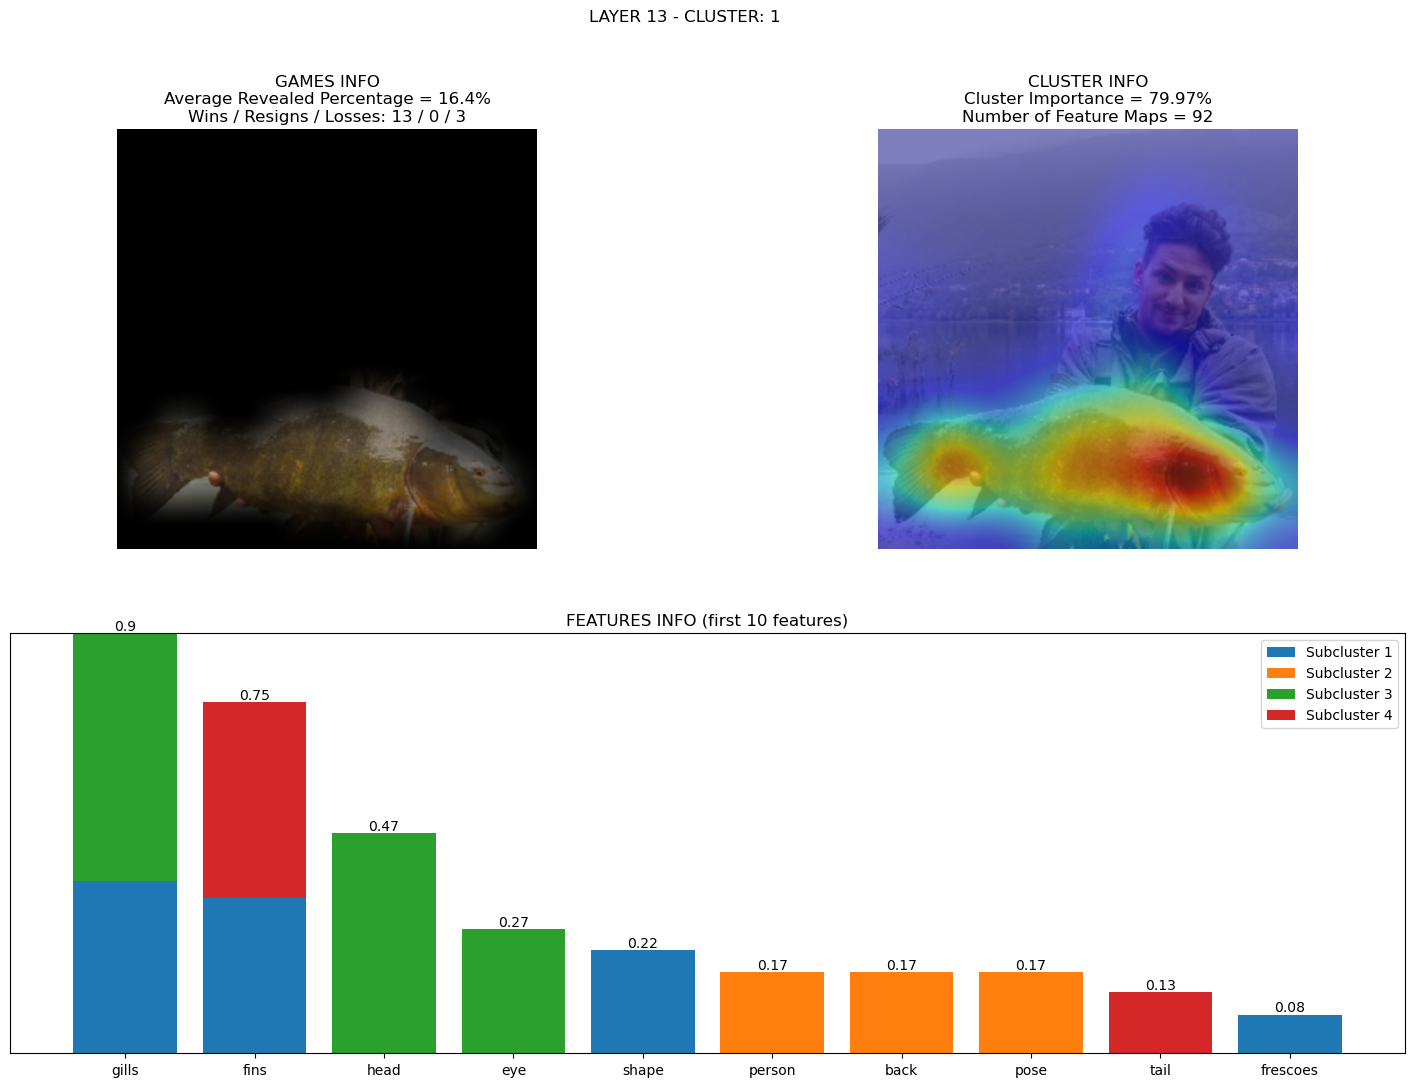 LAYER 13 - CLUSTER: 1
GAMES INFO
Average Revealed Percentage = 16.4%
Wins / Resigns / Losses: 13 / 0 / 3
CLUSTER INFO
Cluster Importance = 79.97%
Number of Feature Maps = 92
FEATURES INFO (first 10 features)
0.9
0.75
0.47
0.27
0.22
0.17
0.17
0.17
0.13
0.08
Subcluster 1
Subcluster 2
Subcluster 3
Subcluster 4
gills
fins
head
eye
shape
person
back
pose
tail
frescoes